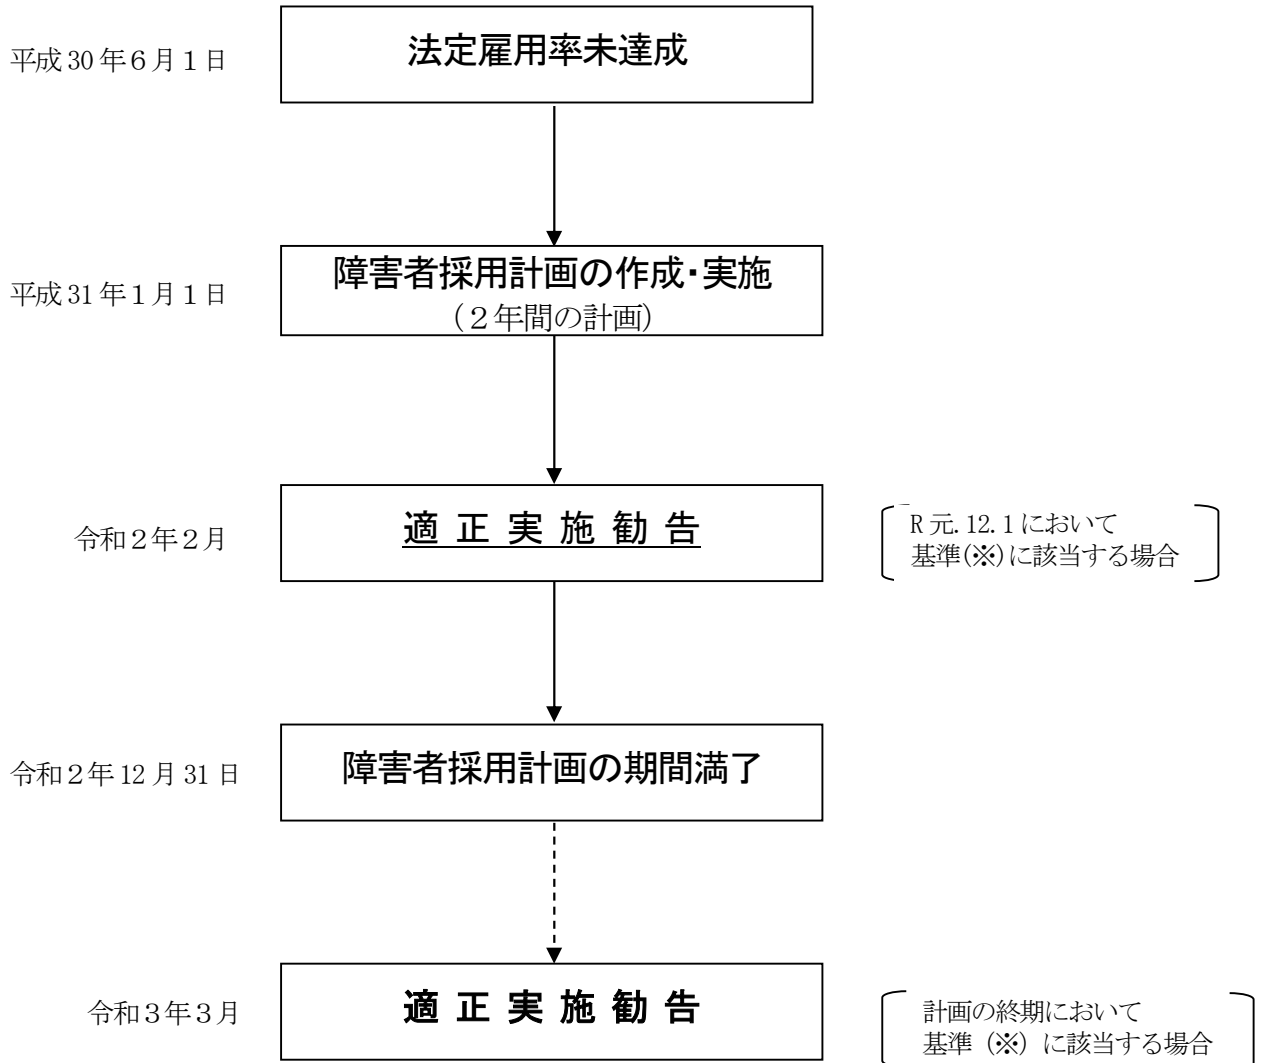 平成30年6月1日
法定雇用率未達成
平成31年1月1日
障害者採用計画の作成・実施
（２年間の計画）
令和２年２月
適 正 実 施 勧 告
R元.12.1において
基準(※)に該当する場合
令和２年12月31日
障害者採用計画の期間満了
令和３年３月
適 正 実 施 勧 告
計画の終期において
基準（※）に該当する場合